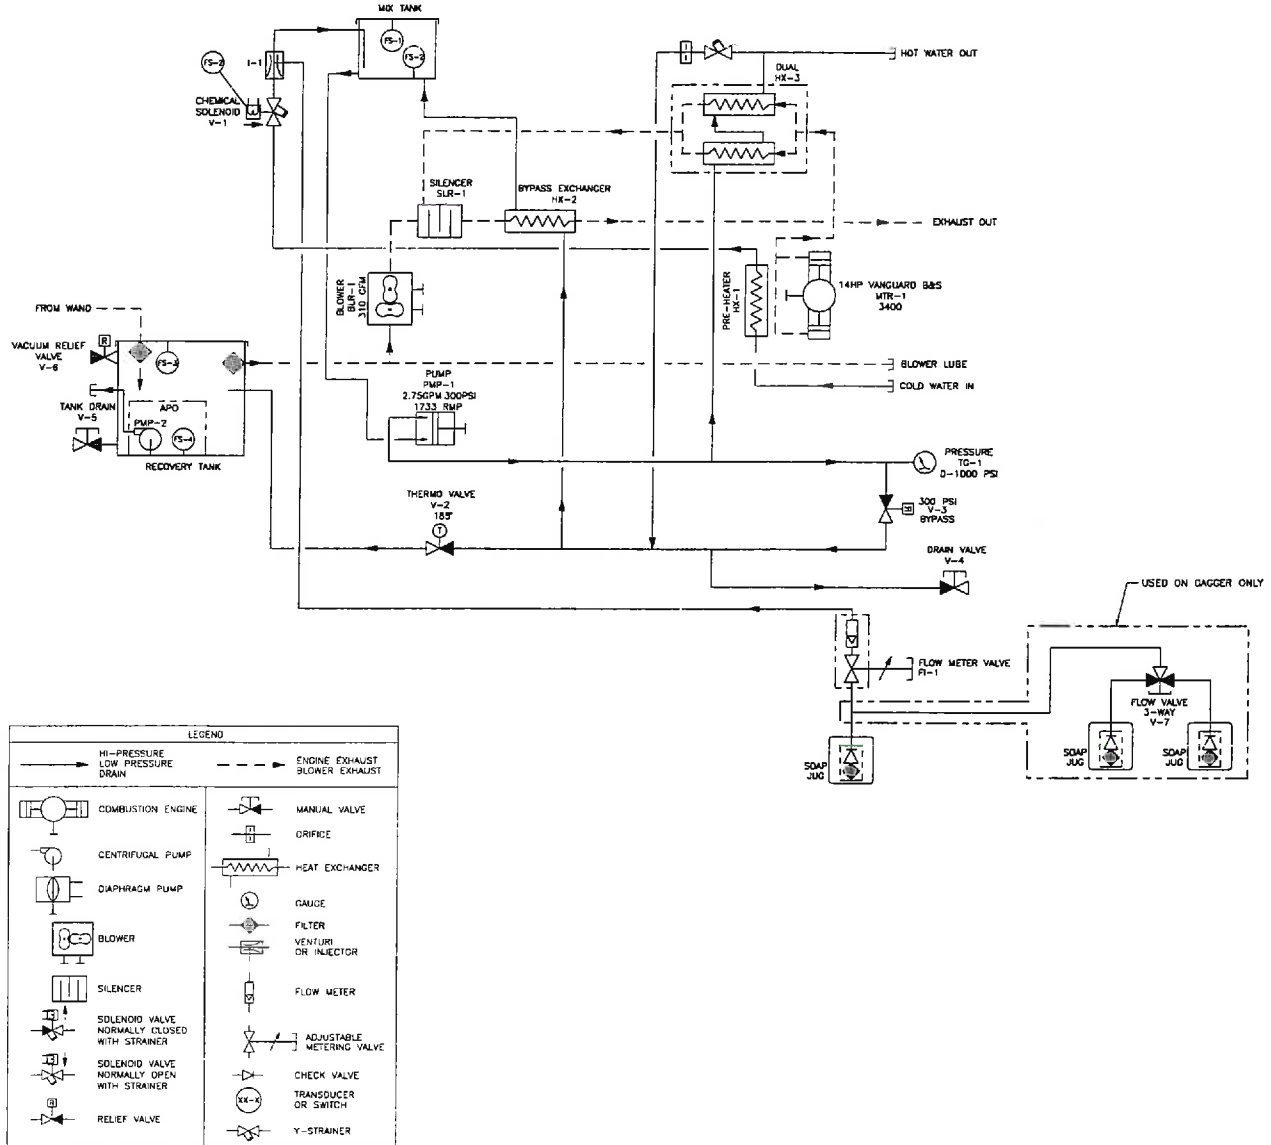 MIX TANK
FS-1
FS-2
FS-2
I-1
CHEMICAL
SOLENOID
V-1
HOT WATER OUT
DUAL
HX-3
SILENCER
SLR-1
BYPASS EXCHANGER
HX-2
EXHAUST OUT
BLOWER
BLR-1
310 CFM
PRE-HEATER
HX-1
14HP VANGUARD B&S
MTR-1
3400
FROM WAND
VACUUM RELIEF
VALVE
V-6
R
FS-3
BLOWER LUBE
COLD WATER IN
TANK DRAIN
V-5
APO
PMP-2
FS-4
RECOVERY TANK
PUMP
PMP-1
2.75GPM 300PSI
1733 RMP
PRESSURE
TG-1
0-1000 PSI
THERMO VALVE
V-2
185°
T
300 PSI
V-3
BYPASS
R
DRAIN VALVE
V-4
USED ON GAGGER ONLY
FLOW METER VALVE
FI-1
FLOW VALVE
3-WAY
V-7
SOAP
JUG
SOAP
JUG
SOAP
JUG
LEGEND
HI-PRESSURE
LOW PRESSURE
DRAIN
ENGINE EXHAUST
BLOWER EXHAUST
COMBUSTION ENGINE
CENTRIFUGAL PUMP
DIAPHRAGM PUMP
BLOWER
SILENCER
SOLENOID VALVE
NORMALLY CLOSED
WITH STRAINER
SOLENOID VALVE
NORMALLY OPEN
WITH STRAINER
R
RELIEF VALVE
MANUAL VALVE
ORIFICE
HEAT EXCHANGER
GAUGE
FILTER
VENTURI
OR INJECTOR
FLOW METER
ADJUSTABLE
METERING VALVE
CHECK VALVE
XX-X
TRANSDUCER
OR SWITCH
Y-STRAINER